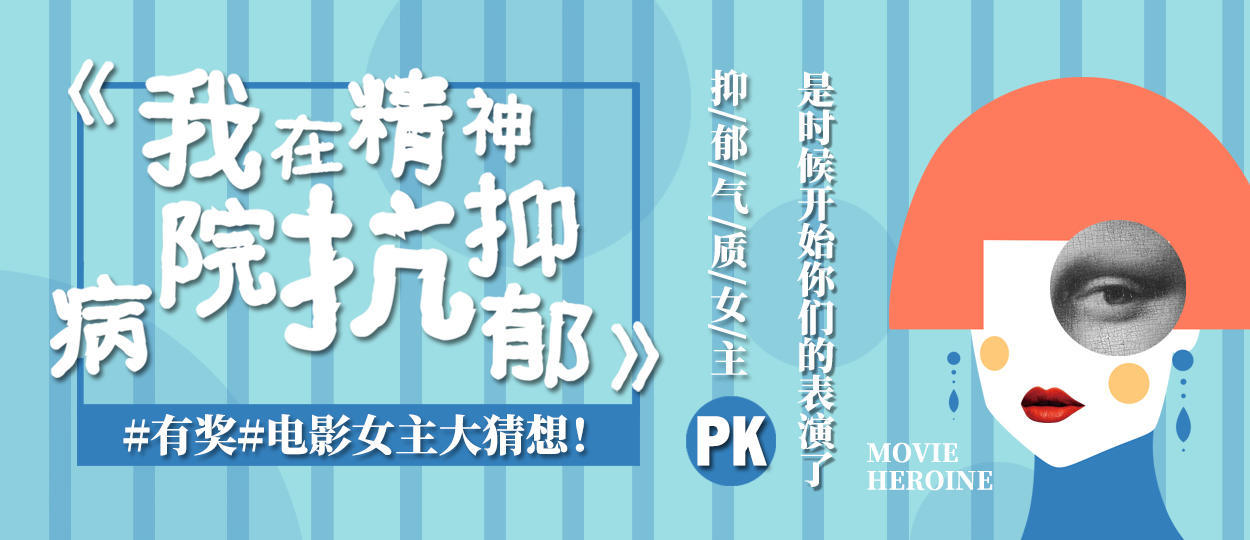 《我在精神
病院抗抑郁》
#有奖#电影女主大猜想！
抑/郁/气/质/女/主
PK
是时候开始你们的表演了
MOVIE
HEROINE